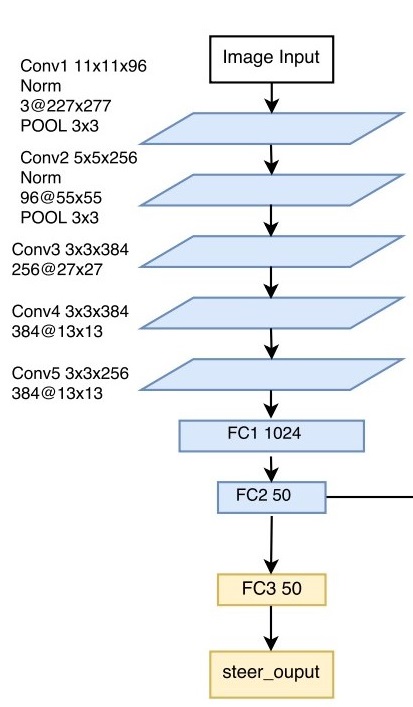 Image Input
Conv1 11x11x96
Norm
3@227x277
POOL 3x3
Conv2 5x5x256
Norm
96@55x55
POOL 3x3
Conv3 3x3x384
256@27x27
Conv4 3x3x384
384@13x13
Conv5 3x3x256
384@13x13
FC1 1024
FC2 50
FC3 50
steer_ouput